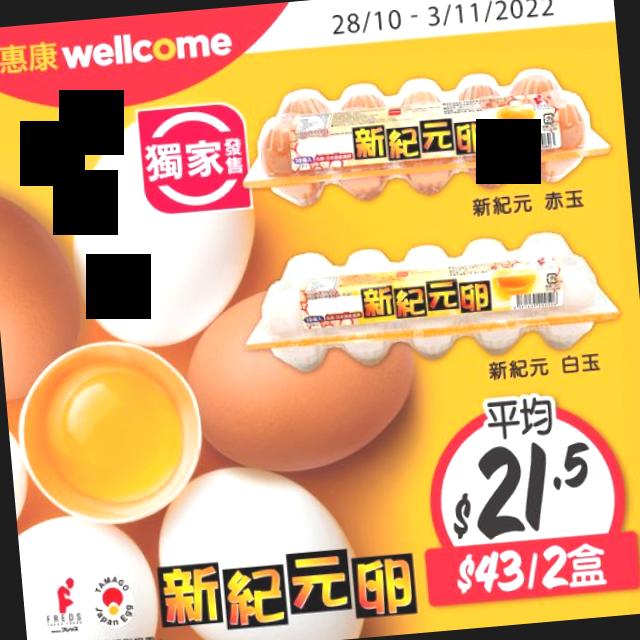 惠康 wellcome
28/10 - 3/11/2022
獨家發售
新紀元卵
新紀元 赤玉
新紀元卵
新紀元 白玉
平均
$21.5
$43/2盒
新紀元卵
FREDS
TAMAGO
Japan Egg